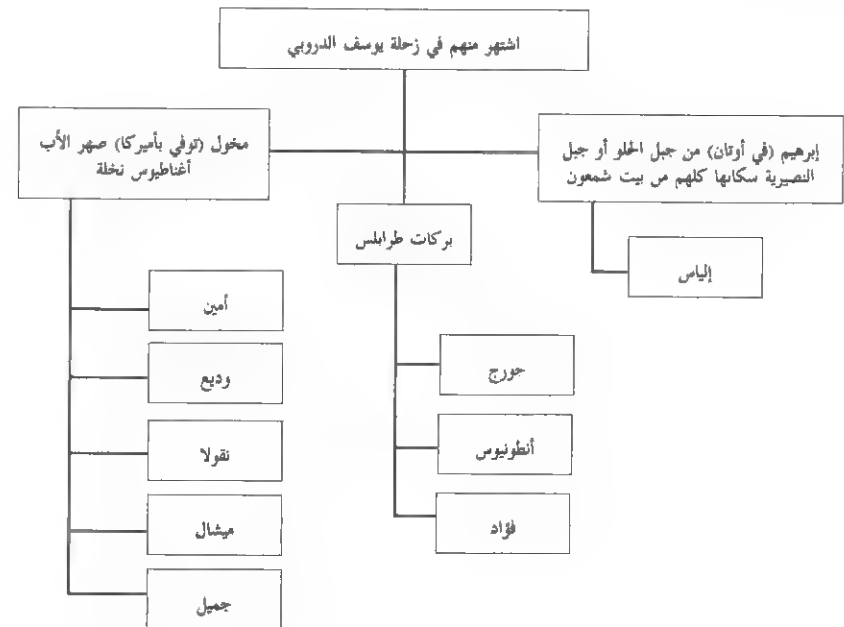 اشتهر منهم في زحلة يوسف الدروبي
إبرهيم (في أوتان) من جبل الحلو أو جبل
النصيرية سكانها كلهم من بيت شمعون
مخول (توفي بأميركا) صهر الأب
أغناطيوس نخلة
بركات طرابلس
إلياس
جورج
أنطونيوس
فؤاد
أمين
وديع
نقولا
ميشال
جميل